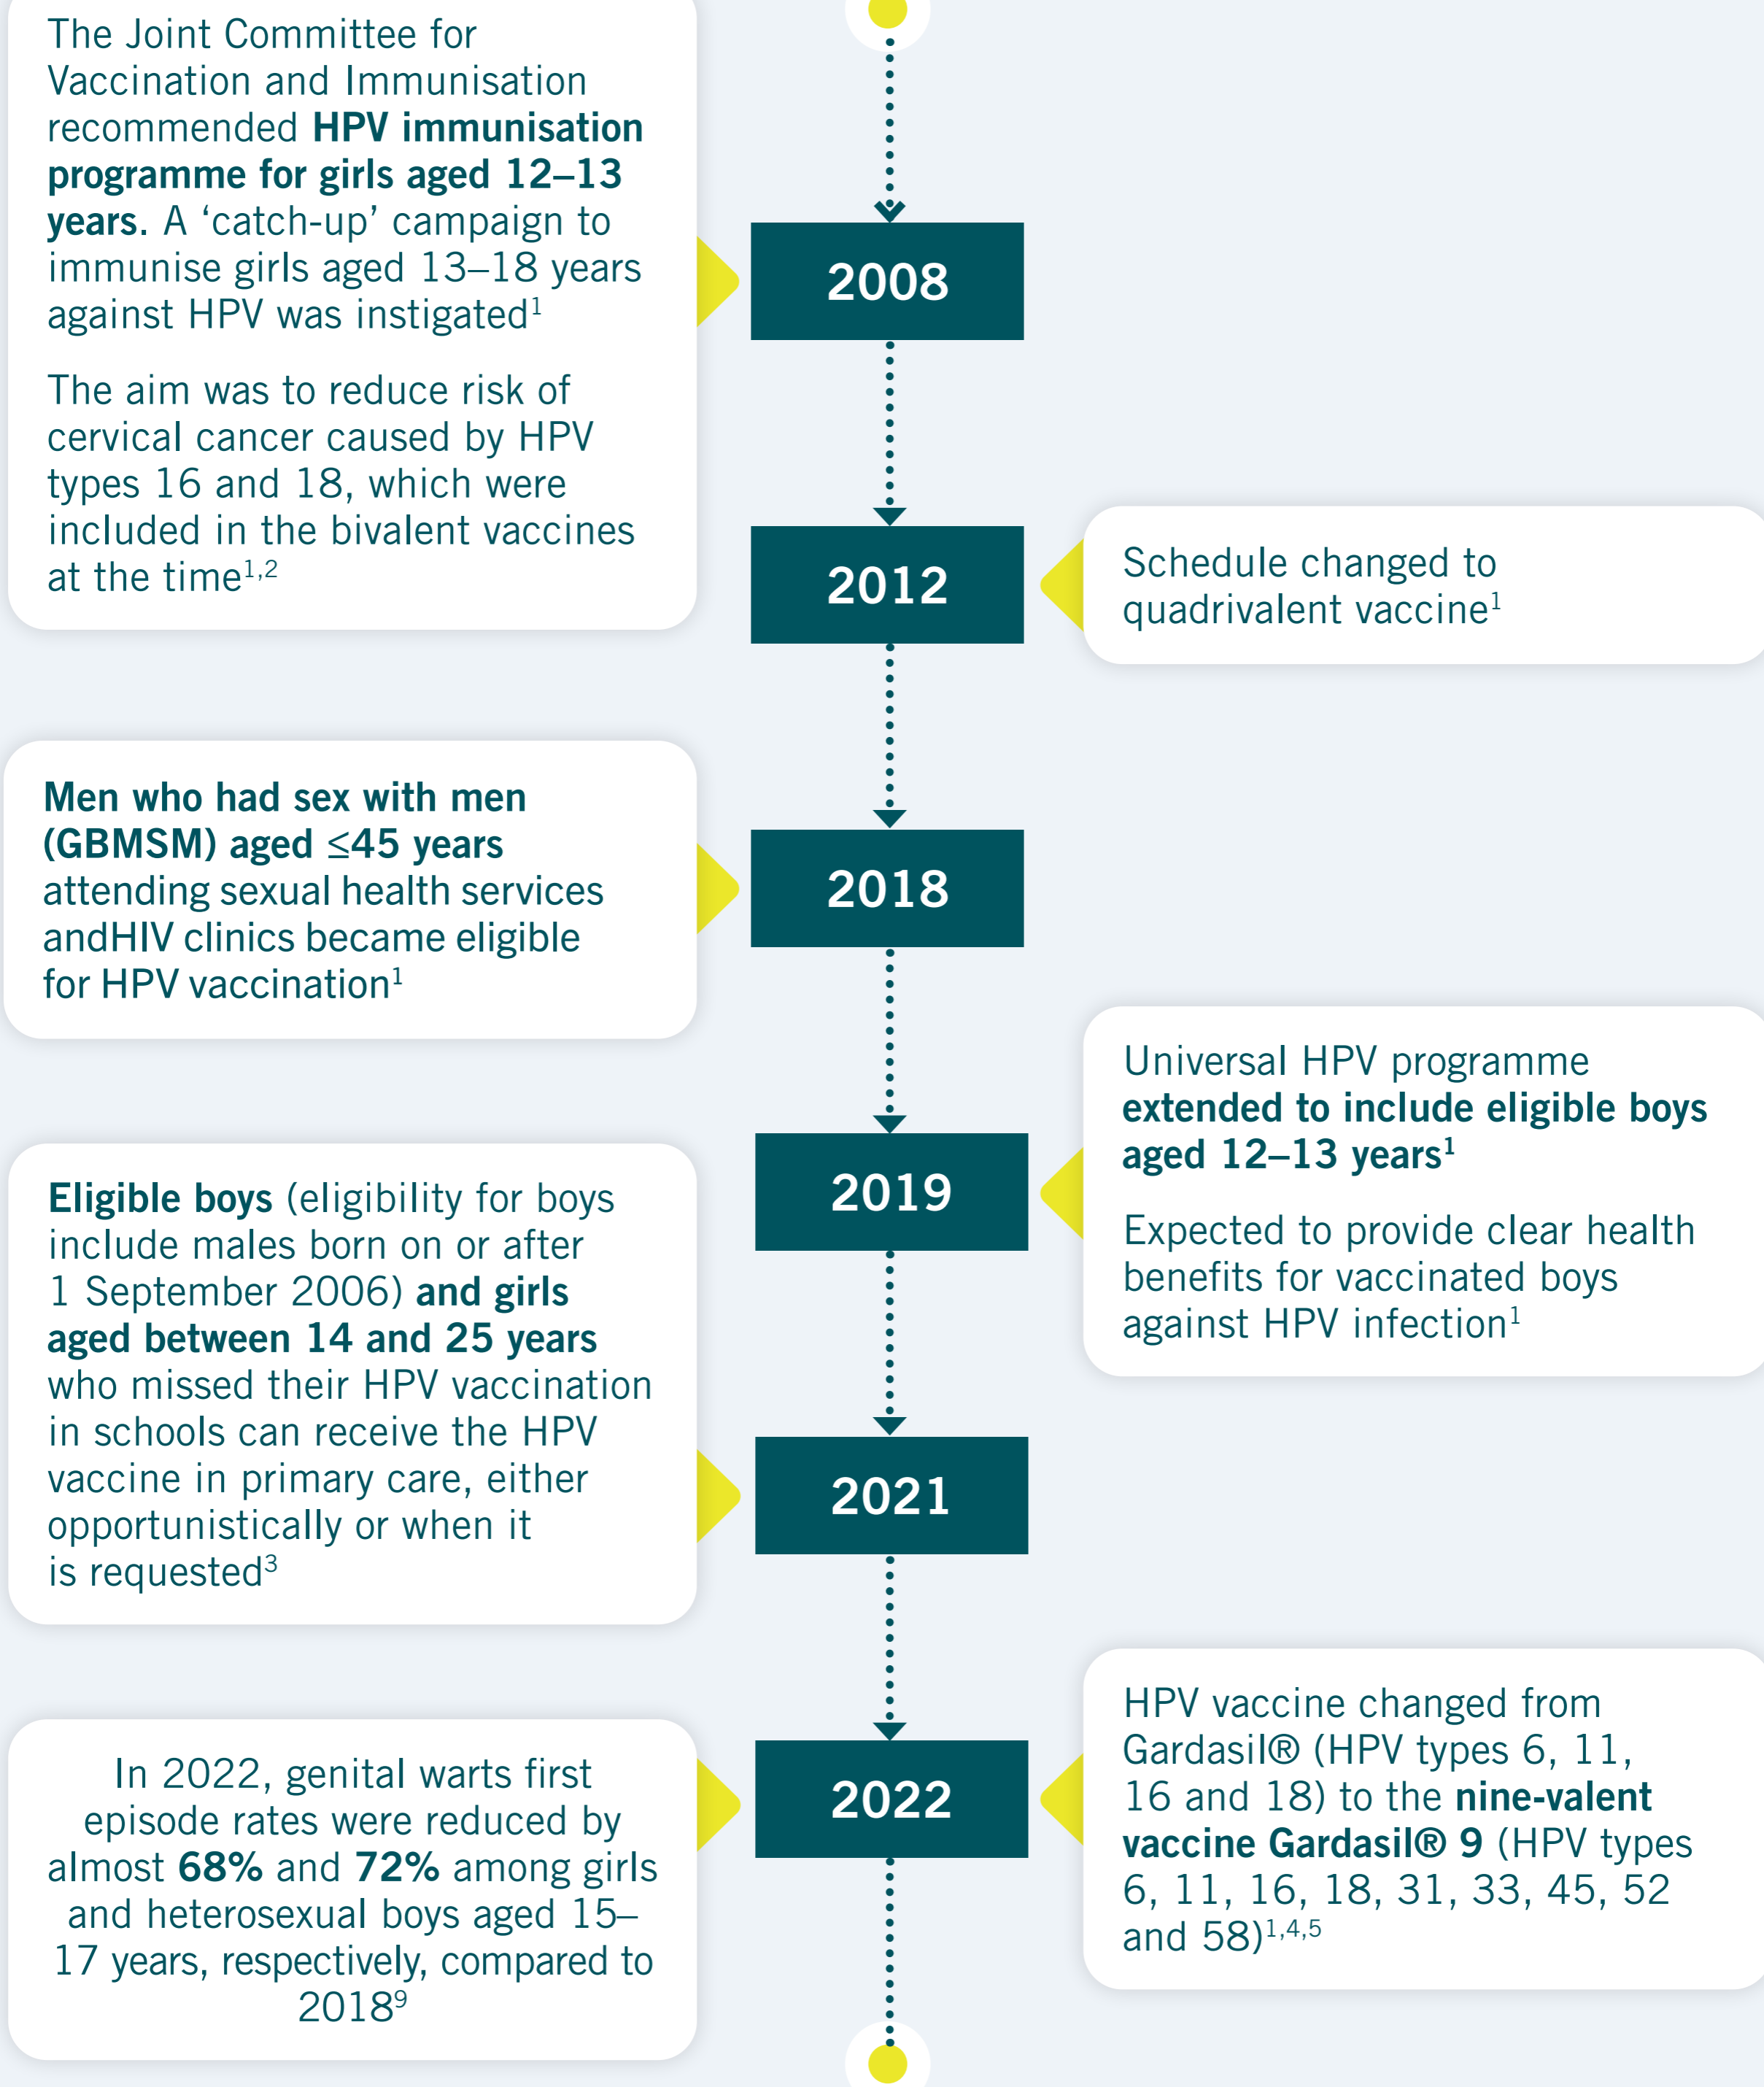 The Joint Committee for
Vaccination and Immunisation
recommended HPV immunisation
programme for girls aged 12–13
years. A ‘catch-up’ campaign to
immunise girls aged 13–18 years
against HPV was instigated1
The aim was to reduce risk of
cervical cancer caused by HPV
types 16 and 18, which were
included in the bivalent vaccines
at the time1,2
2008
2012
Schedule changed to
quadrivalent vaccine1
Men who had sex with men
(GBMSM) aged ≤45 years
attending sexual health services
andHIV clinics became eligible
for HPV vaccination1
2018
2019
Universal HPV programme
extended to include eligible boys
aged 12–13 years1
Expected to provide clear health
benefits for vaccinated boys
against HPV infection1
Eligible boys (eligibility for boys
include males born on or after
1 September 2006) and girls
aged between 14 and 25 years
who missed their HPV vaccination
in schools can receive the HPV
vaccine in primary care, either
opportunistically or when it
is requested3
2021
In 2022, genital warts first
episode rates were reduced by
almost 68% and 72% among girls
and heterosexual boys aged 15–
17 years, respectively, compared to
20189
2022
HPV vaccine changed from
Gardasil® (HPV types 6, 11,
16 and 18) to the nine-valent
vaccine Gardasil® 9 (HPV types
6, 11, 16, 18, 31, 33, 45, 52
and 58)1,4,5